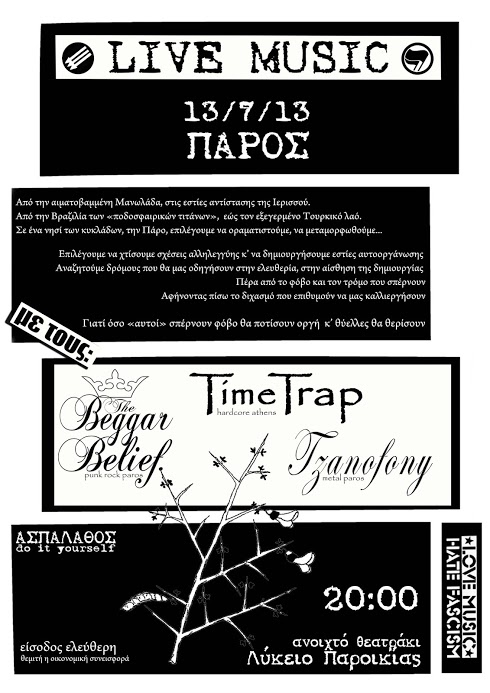 LIVE MUSIC
13/7/13
ΠΑΡΟΣ
Από την αιματοβαμμένη Μανωλάδα, στις εστίες αντίστασης της Ιερισσού.
Από την Βραζιλία των «ποδοσφαιρικών τιτάνων», εώς τον εξεγερμένο Τουρκικό λαό.
Σε ένα νησί των κυκλάδων, την Πάρο, επιλέγουμε να οραματιστούμε, να μεταμορφωθούμε...
Επιλέγουμε να χτίσουμε σχέσεις αλληλεγγύης κ' να δημιουργήσουμε εστίες αυτοοργάνωσης
Αναζητούμε δρόμους που θα μας οδηγήσουν στην ελευθερία, στην αίσθηση της δημιουργίας
Πέρα από το φόβο και τον τρόμο που σπέρνουν
Αφήνοντας πίσω το διχασμό που επιθυμούν να μας καλλιεργήσουν
Γιατί όσο «αυτοί» σπέρνουν φόβο θα ποτίσουν οργή κ' θύελλες θα θερίσουν
με τους:
The
Beggar
Belief
punk rock paros
TimeTrap
hardcore athens
Tzanofony
metal paros
ΑΣΠΑΛΑΘΟΣ
do it yourself
20:00
είσοδος ελεύθερη
θεμιτή η οικονομική συνεισφορά
ανοιχτό θεατράκι
Λύκειο Παροικίας
LOVE MUSIC
HATE FASCISM